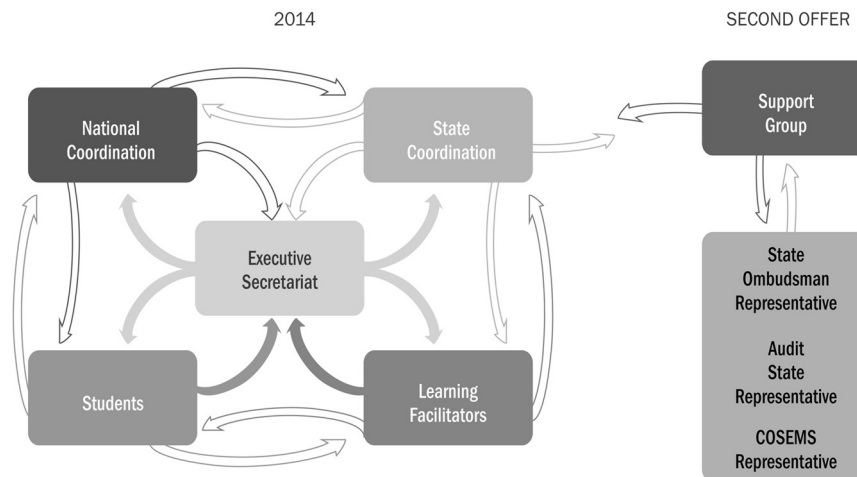 2014
SECOND OFFER
National
Coordination
State
Coordination
Support
Group
Executive
Secretariat
State
Ombudsman
Representative
Audit
State
Representative
COSEMS
Representative
Students
Learning
Facilitators